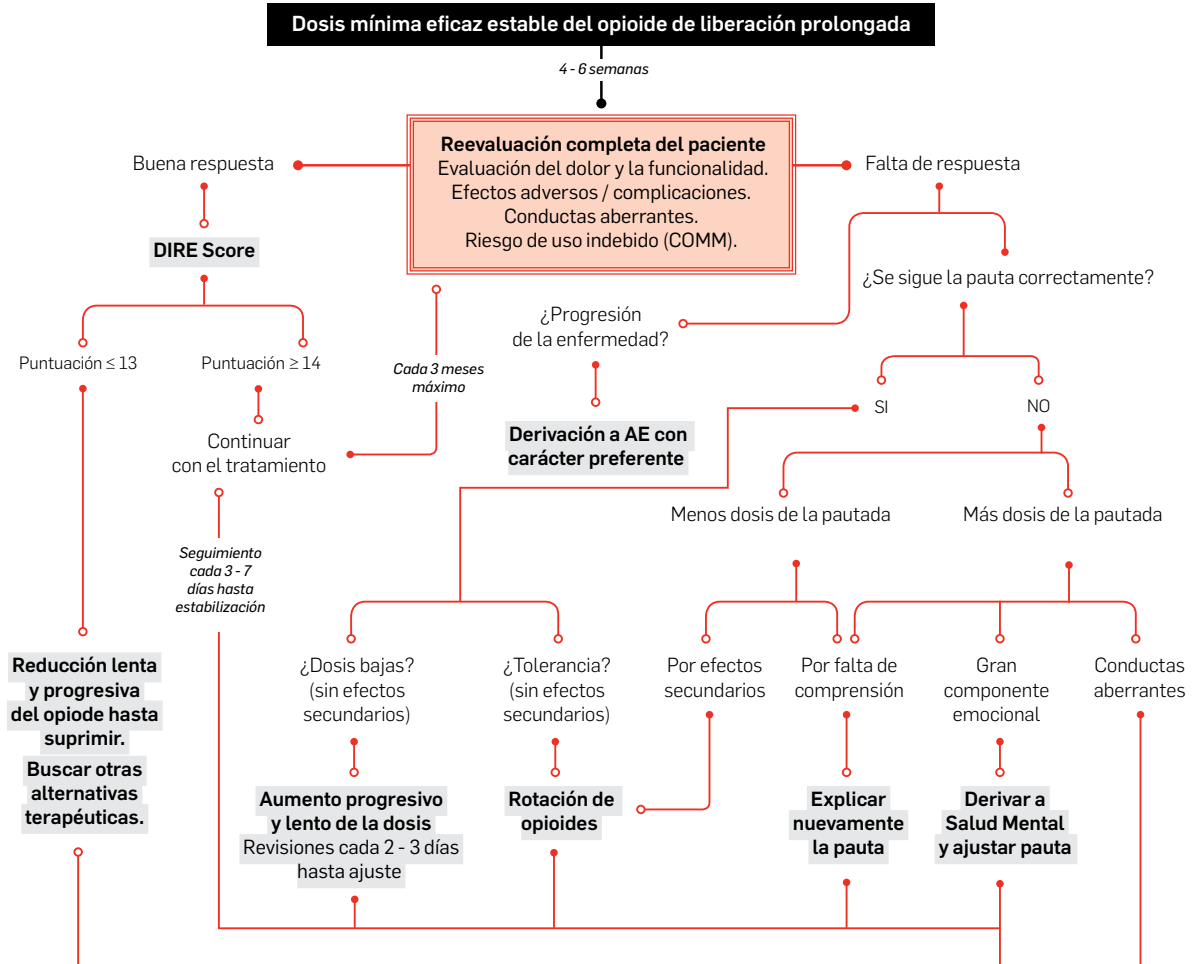 Dosis mínima eficaz estable del opioide de liberación prolongada
4 - 6 semanas
Reevaluación completa del paciente
Evaluación del dolor y la funcionalidad.
Efectos adversos / complicaciones.
Conductas aberrantes.
Riesgo de uso indebido (COMM).
Buena respuesta
Falta de respuesta
DIRE Score
¿Se sigue la pauta correctamente?
¿Progresión
de la enfermedad?
Puntuación ≤ 13
Puntuación ≥ 14
Cada 3 meses
máximo
SI
NO
Derivación a AE con
carácter preferente
Continuar
con el tratamiento
Menos dosis de la pautada
Más dosis de la pautada
Seguimiento
cada 3 - 7
días hasta
estabilización
Reducción lenta
y progresiva
del opiode hasta
suprimir.
Buscar otras
alternativas
terapéuticas.
¿Dosis bajas?
(sin efectos
secundarios)
¿Tolerancia?
(sin efectos
secundarios)
Por efectos
secundarios
Por falta de
comprensión
Gran
componente
emocional
Conductas
aberrantes
Aumento progresivo
y lento de la dosis
Revisiones cada 2 - 3 días
hasta ajuste
Rotación de
opioides
Explicar
nuevamente
la pauta
Derivar a
Salud Mental
y ajustar pauta